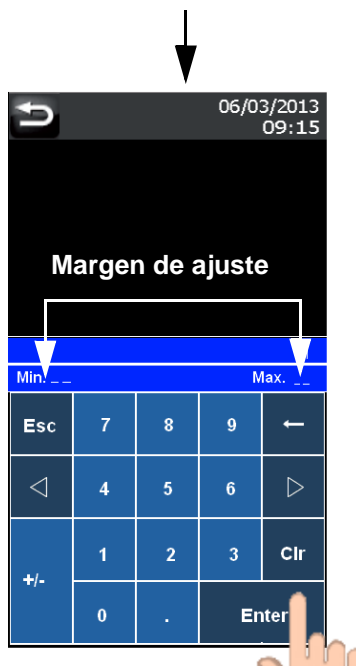 06/03/2013
09:15
Margen de ajuste
Min. _ _
Max. _ _
Esc 7 8 9 ←
◁ 4 5 6 ▷
+/- 1 2 3 Clr
0 . Enter